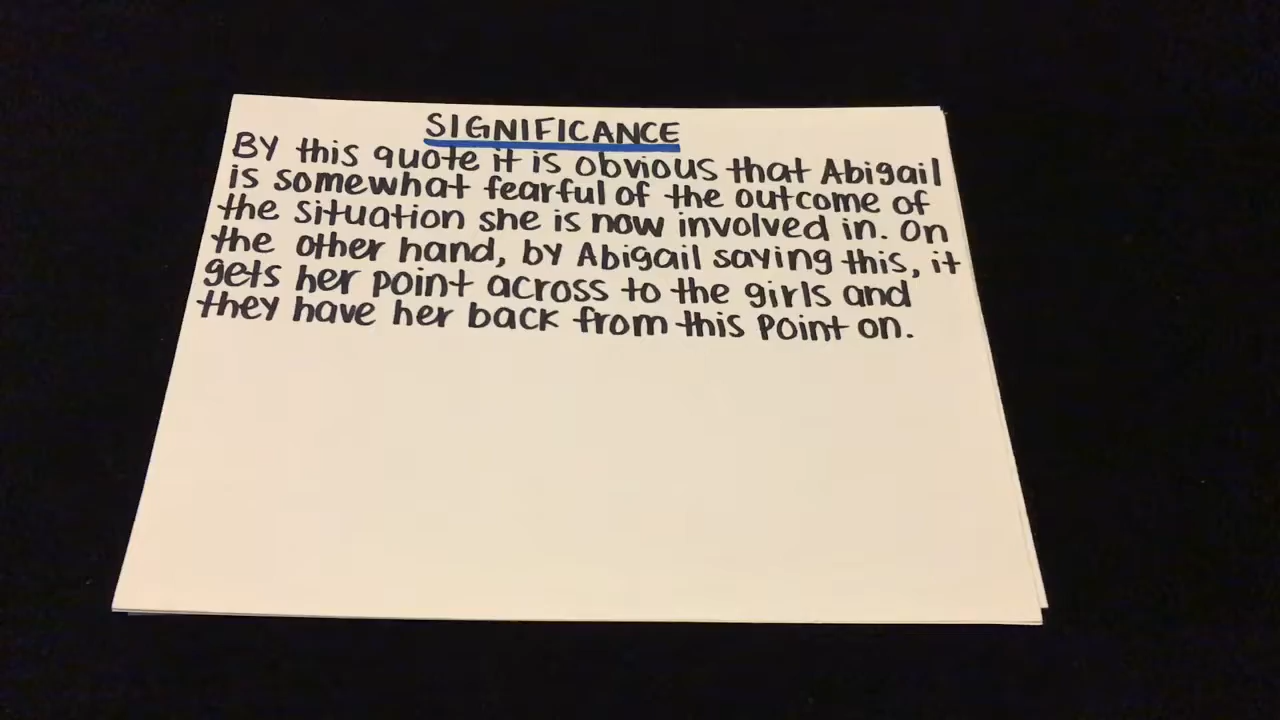 SIGNIFICANCE
By this quote it is obvious that Abigail
is somewhat fearful of the outcome of
the situation she is now involved in. On
the other hand, by Abigail saying this, it
gets her point across to the girls and
they have her back from this point on.